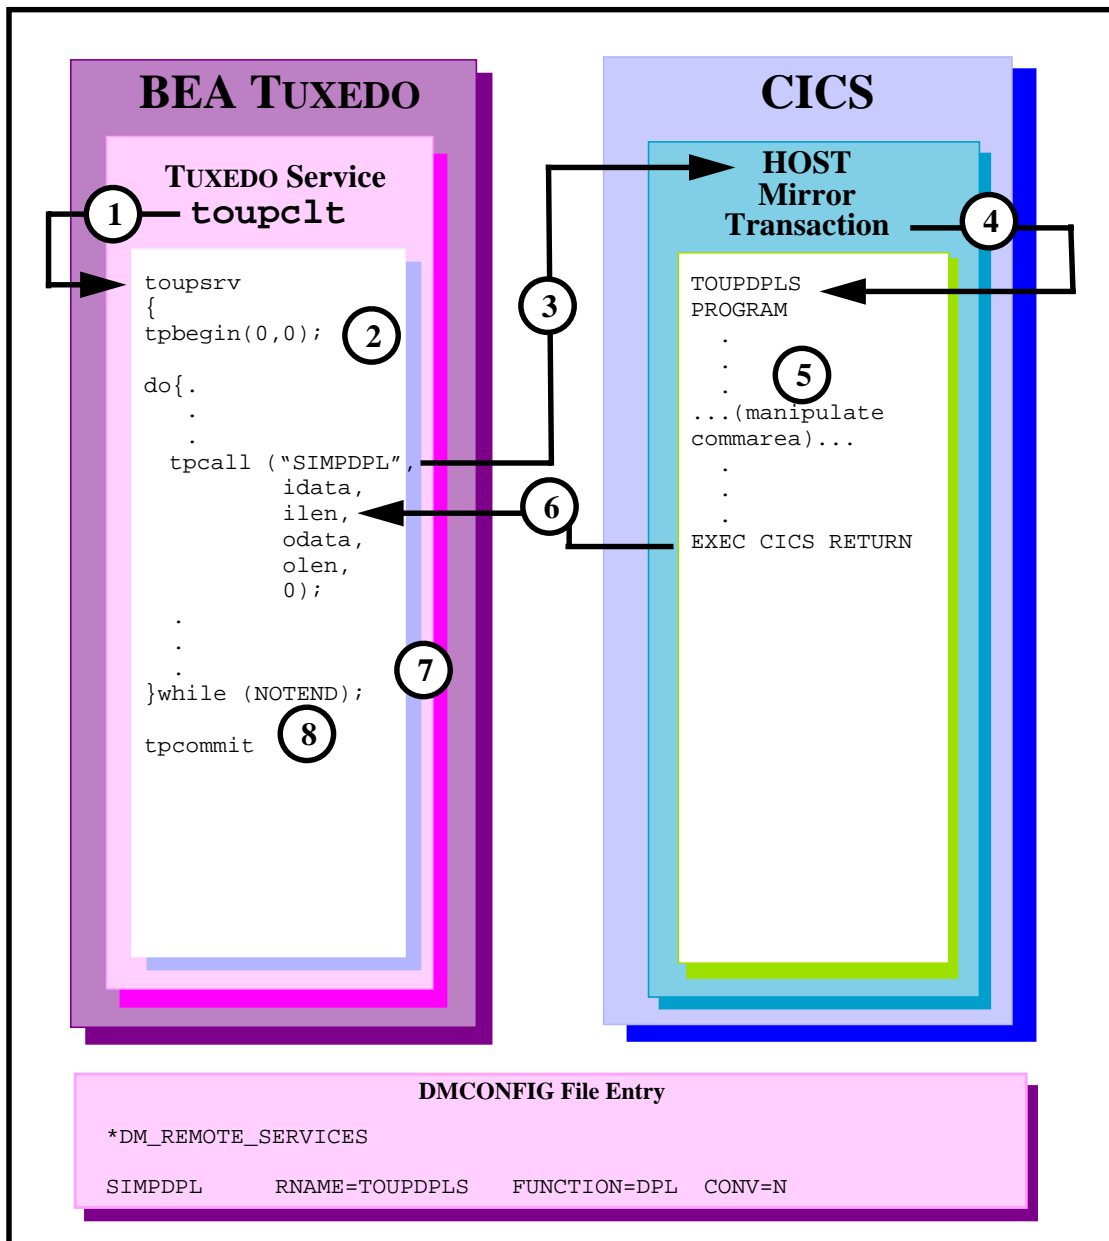 BEA TUXEDO
TUXEDO Service
1
toupclt
toupsrv
{
tpbegin(0,0);
2
do{.
.
.
tpcall (“SIMPDPL”,
idata,
ilen,
odata,
olen,
0);
.
.
.
7
}while (NOTEND);
8
tpcommit
3
6
CICS
HOST
Mirror
Transaction
4
TOUPDPLS
PROGRAM
.
.
.
5
...(manipulate
commarea)...
.
.
.
EXEC CICS RETURN
DMCONFIG File Entry
*DM_REMOTE_SERVICES
SIMPDPL RNAME=TOUPDPLS FUNCTION=DPL CONV=N